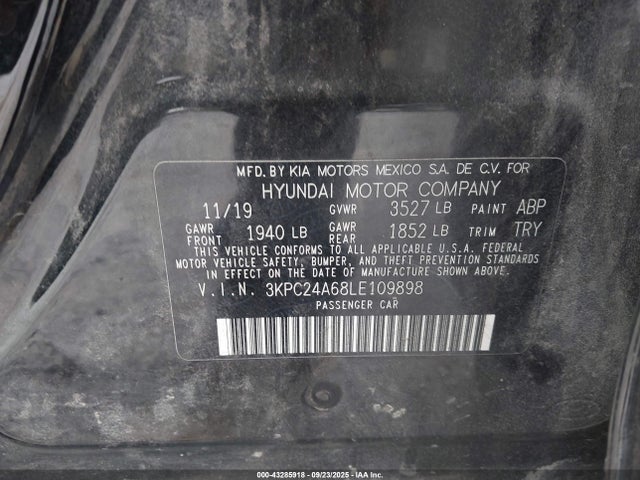 MFD. BY KIA MOTORS MEXICO S.A. DE C.V. FOR
HYUNDAI MOTOR COMPANY
11/19 GVWR 3527 LB PAINT ABP
GAWR FRONT 1940 LB GAWR REAR 1852 LB TRIM TRY
THIS VEHICLE CONFORMS TO ALL APPLICABLE U.S.A. FEDERAL
MOTOR VEHICLE SAFETY, BUMPER, AND THEFT PREVENTION STANDARDS
IN EFFECT ON THE DATE OF MANUFACTURE SHOWN ABOVE.
V.I.N. 3KPC24A68LE109898
PASSENGER CAR
000-43285918 - 09/23/2025 - IAA Inc.